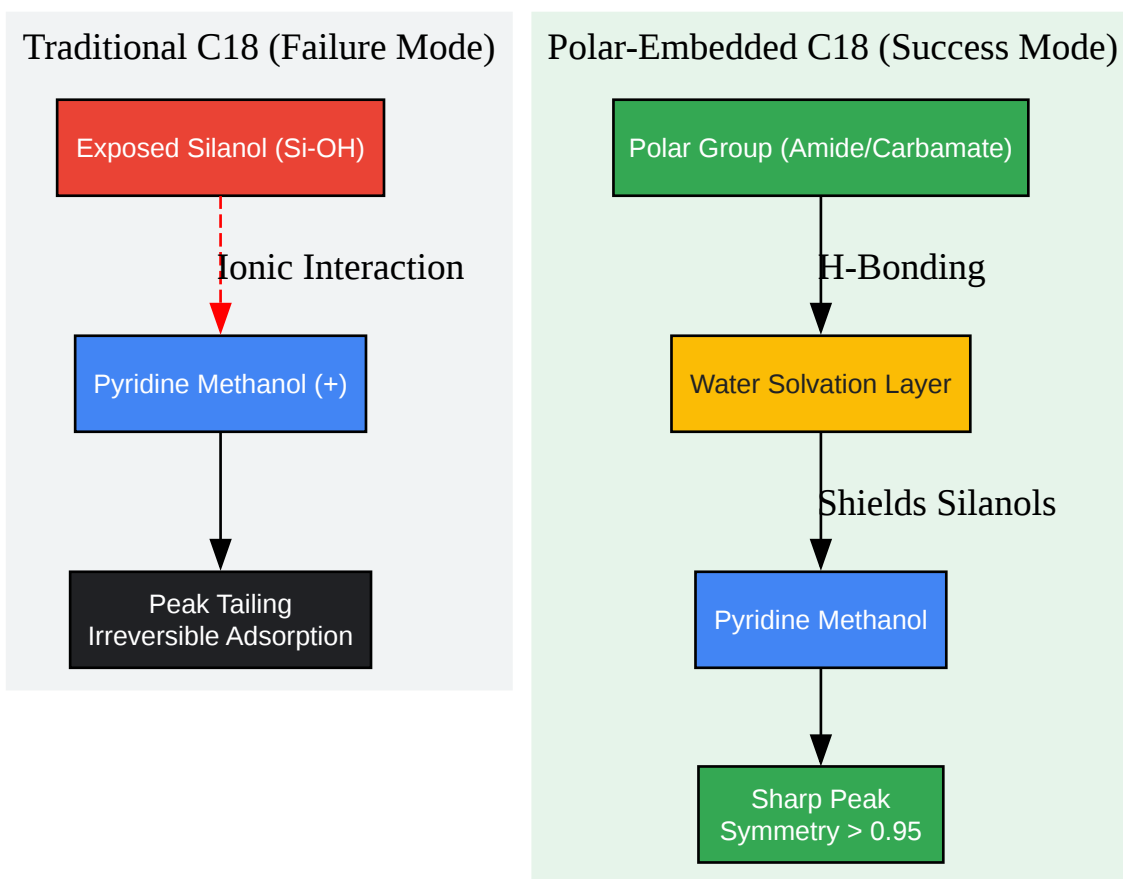 Traditional C18 (Failure Mode)
Exposed Silanol (Si-OH)
Ionic Interaction
Pyridine Methanol (+)
Peak Tailing
Irreversible Adsorption
Polar-Embedded C18 (Success Mode)
Polar Group (Amide/Carbamate)
H-Bonding
Water Solvation Layer
Shields Silanols
Pyridine Methanol
Sharp Peak
Symmetry > 0.95